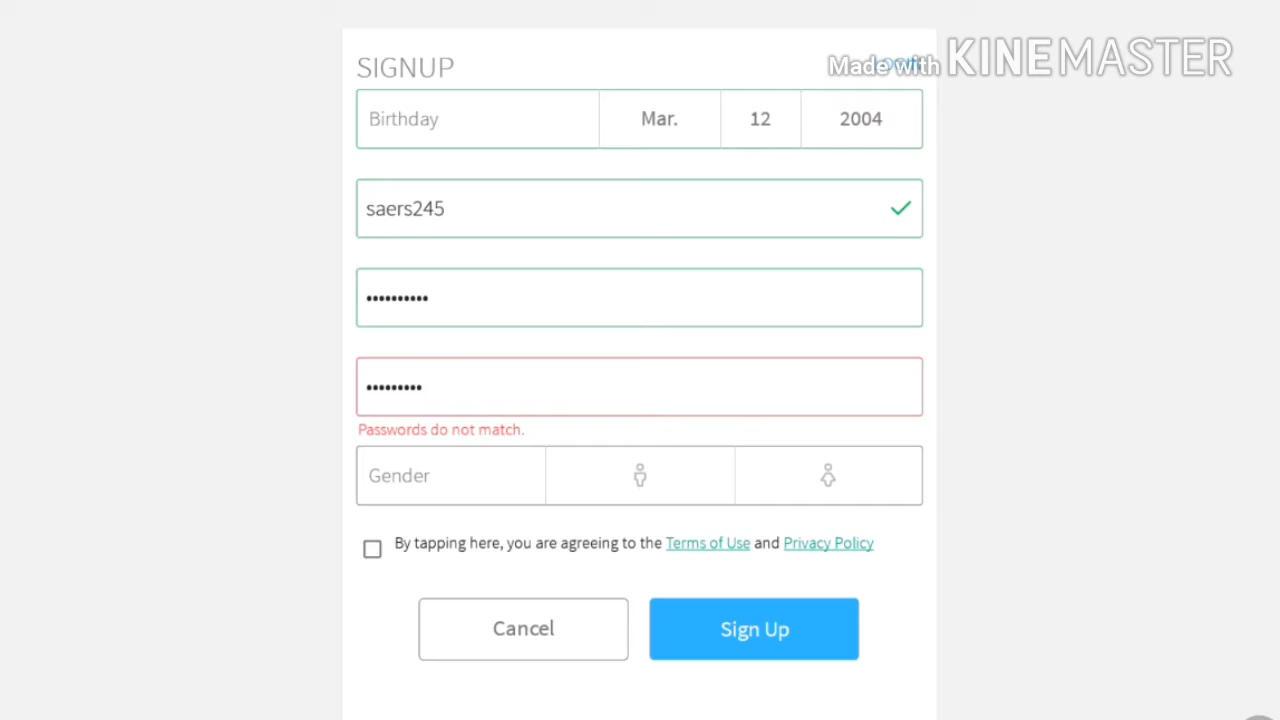 SIGNUP
Made with KINEMASTER
Birthday Mar. 12 2004
saers245
••••••••••
•••••••••
Passwords do not match.
Gender
By tapping here, you are agreeing to the Terms of Use and Privacy Policy
Cancel Sign Up